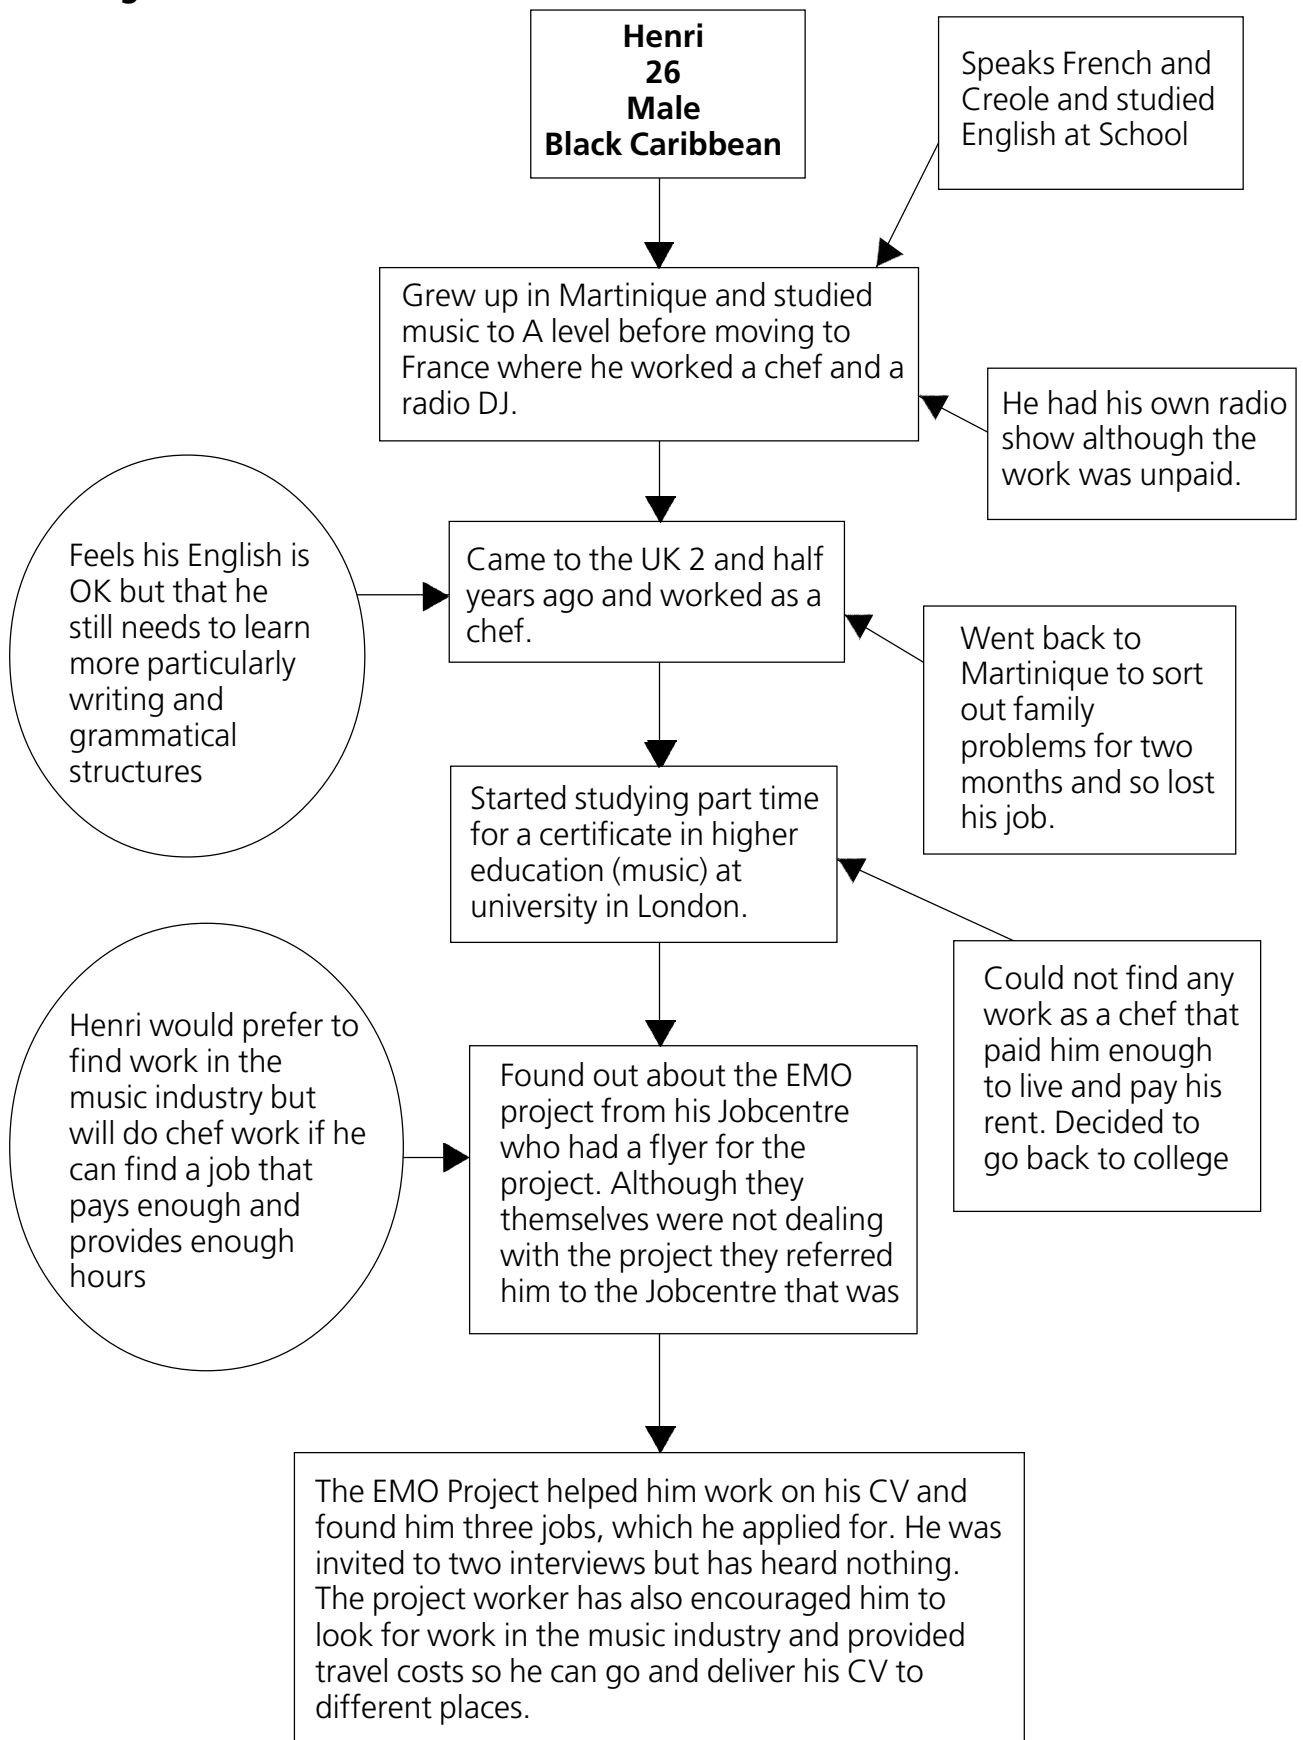 Henri
26
Male
Black Caribbean
Speaks French and
Creole and studied
English at School
Grew up in Martinique and studied
music to A level before moving to
France where he worked a chef and a
radio DJ.
He had his own radio
show although the
work was unpaid.
Feels his English is
OK but that he
still needs to learn
more particularly
writing and
grammatical
structures
Came to the UK 2 and half
years ago and worked as a
chef.
Went back to
Martinique to sort
out family
problems for two
months and so lost
his job.
Started studying part time
for a certificate in higher
education (music) at
university in London.
Could not find any
work as a chef that
paid him enough
to live and pay his
rent. Decided to
go back to college
Henri would prefer to
find work in the
music industry but
will do chef work if he
can find a job that
pays enough and
provides enough
hours
Found out about the EMO
project from his Jobcentre
who had a flyer for the
project. Although they
themselves were not dealing
with the project they referred
him to the Jobcentre that was
The EMO Project helped him work on his CV and
found him three jobs, which he applied for. He was
invited to two interviews but has heard nothing.
The project worker has also encouraged him to
look for work in the music industry and provided
travel costs so he can go and deliver his CV to
different places.